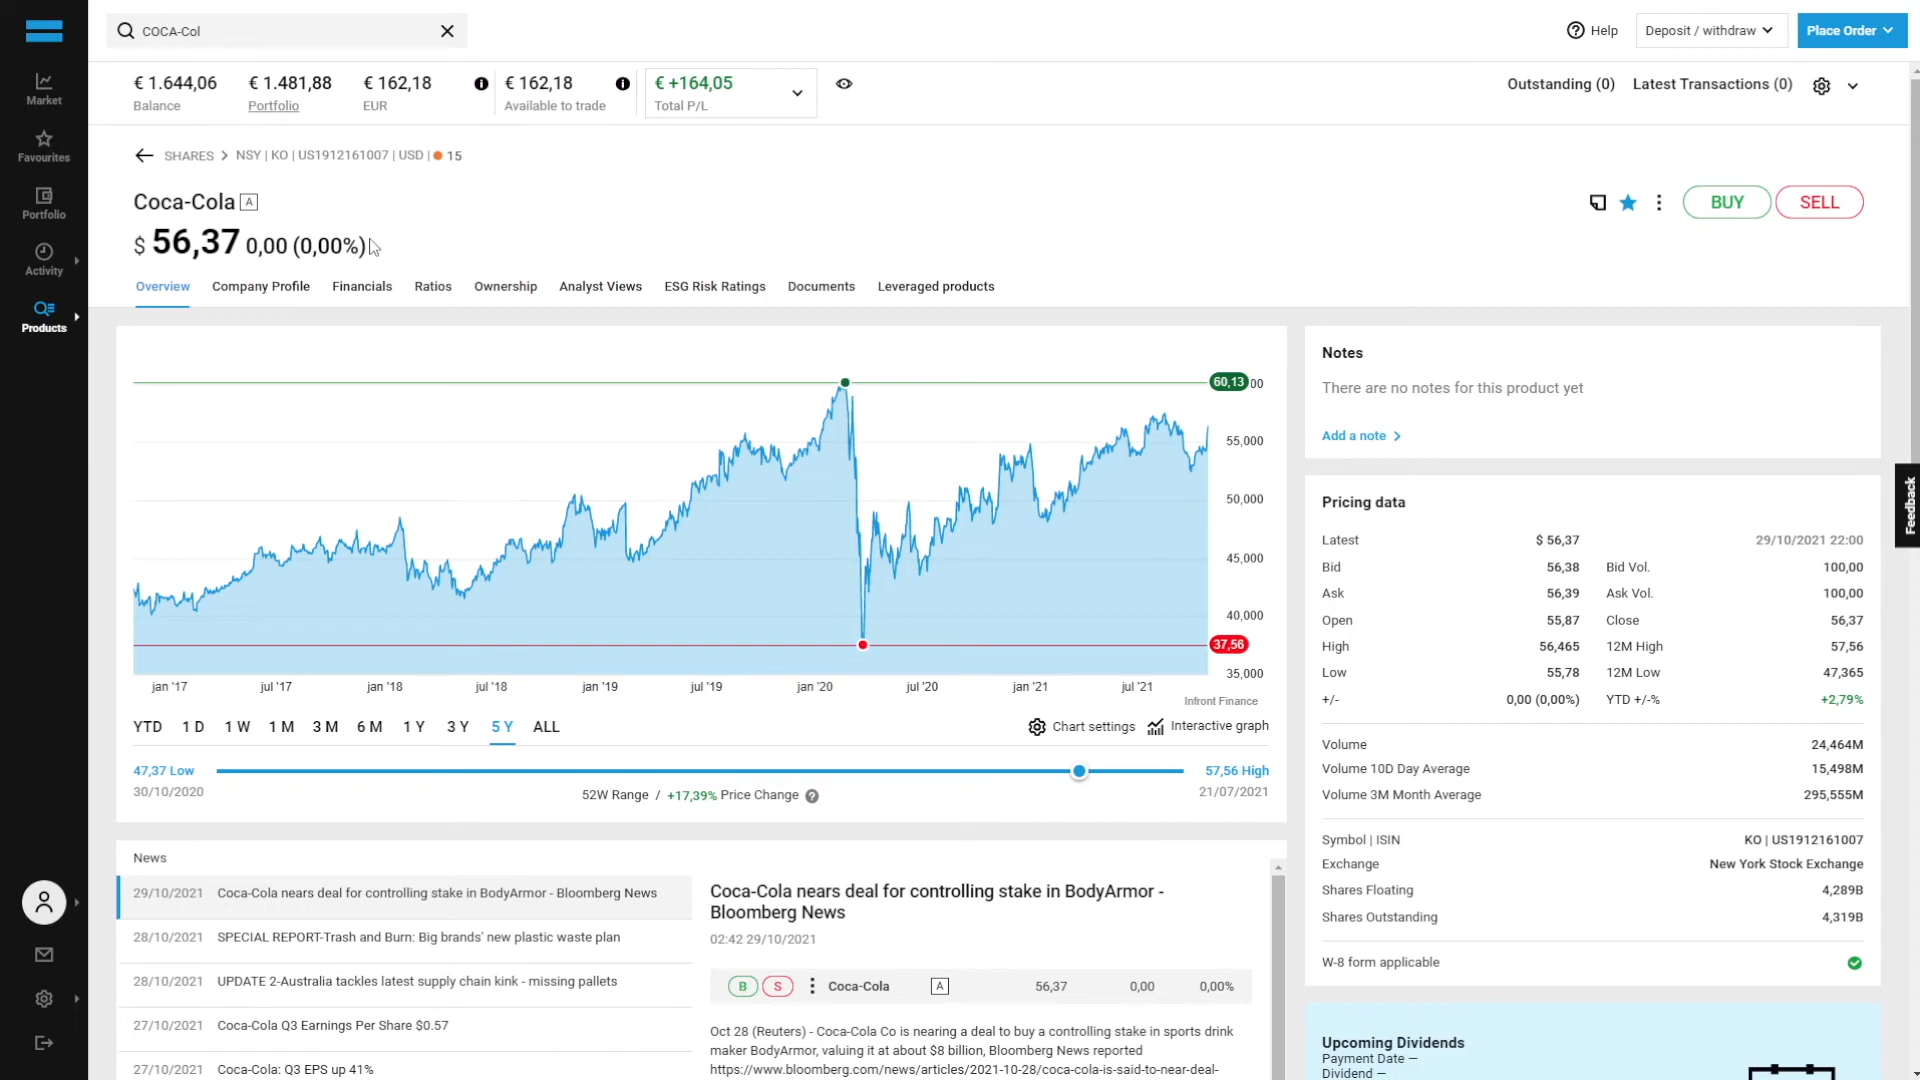 COCA-Col
Help
Deposit / withdraw
Place Order
€ 1.644,06
Balance
€ 1.481,88
Portfolio
€ 162,18
EUR
€ 162,18
Available to trade
€ +164,05
Total P/L
Outstanding (0)
Latest Transactions (0)
Market
Favourites
Portfolio
Activity
Products
SHARES
NSY | KO | US1912161007 | USD | 15
Coca-Cola A
$ 56,37 0,00 (0,00%)
BUY
SELL
Overview
Company Profile
Financials
Ratios
Ownership
Analyst Views
ESG Risk Ratings
Documents
Leveraged products
60,13 00
55,000
50,000
45,000
40,000
37,56
35,000
jan '17
jul '17
jan '18
jul '18
jan '19
jul '19
jan '20
jul '20
jan '21
jul '21
Infront Finance
YTD 1 D 1 W 1 M 3 M 6 M 1 Y 3 Y 5 Y ALL
Chart settings
Interactive graph
47,37 Low
30/10/2020
57,56 High
21/07/2021
52W Range / +17,39% Price Change ?
News
29/10/2021 Coca-Cola nears deal for controlling stake in BodyArmor - Bloomberg News
28/10/2021 SPECIAL REPORT-Trash and Burn: Big brands' new plastic waste plan
28/10/2021 UPDATE 2-Australia tackles latest supply chain kink - missing pallets
27/10/2021 Coca-Cola Q3 Earnings Per Share $0.57
27/10/2021 Coca-Cola: Q3 EPS up 41%
Coca-Cola nears deal for controlling stake in BodyArmor -
Bloomberg News
02:42 29/10/2021
B S Coca-Cola A 56,37 0,00 0,00%
Oct 28 (Reuters) - Coca-Cola Co is nearing a deal to buy a controlling stake in sports drink
maker BodyArmor, valuing it at about $8 billion, Bloomberg News reported
https://www.bloomberg.com/news/articles/2021-10-28/coca-cola-is-said-to-near-deal-
Notes
There are no notes for this product yet
Add a note
Pricing data
Latest $ 56,37 29/10/2021 22:00
Bid 56,38 Bid Vol. 100,00
Ask 56,39 Ask Vol. 100,00
Open 55,87 Close 56,37
High 56,465 12M High 57,56
Low 55,78 12M Low 47,365
+/- 0,00 (0,00%) YTD +/-% +2,79%
Volume 24,464M
Volume 10D Day Average 15,498M
Volume 3M Month Average 295,555M
Symbol | ISIN KO | US1912161007
Exchange New York Stock Exchange
Shares Floating 4,289B
Shares Outstanding 4,319B
W-8 form applicable
Upcoming Dividends
Payment Date —
Dividend —
Feedback